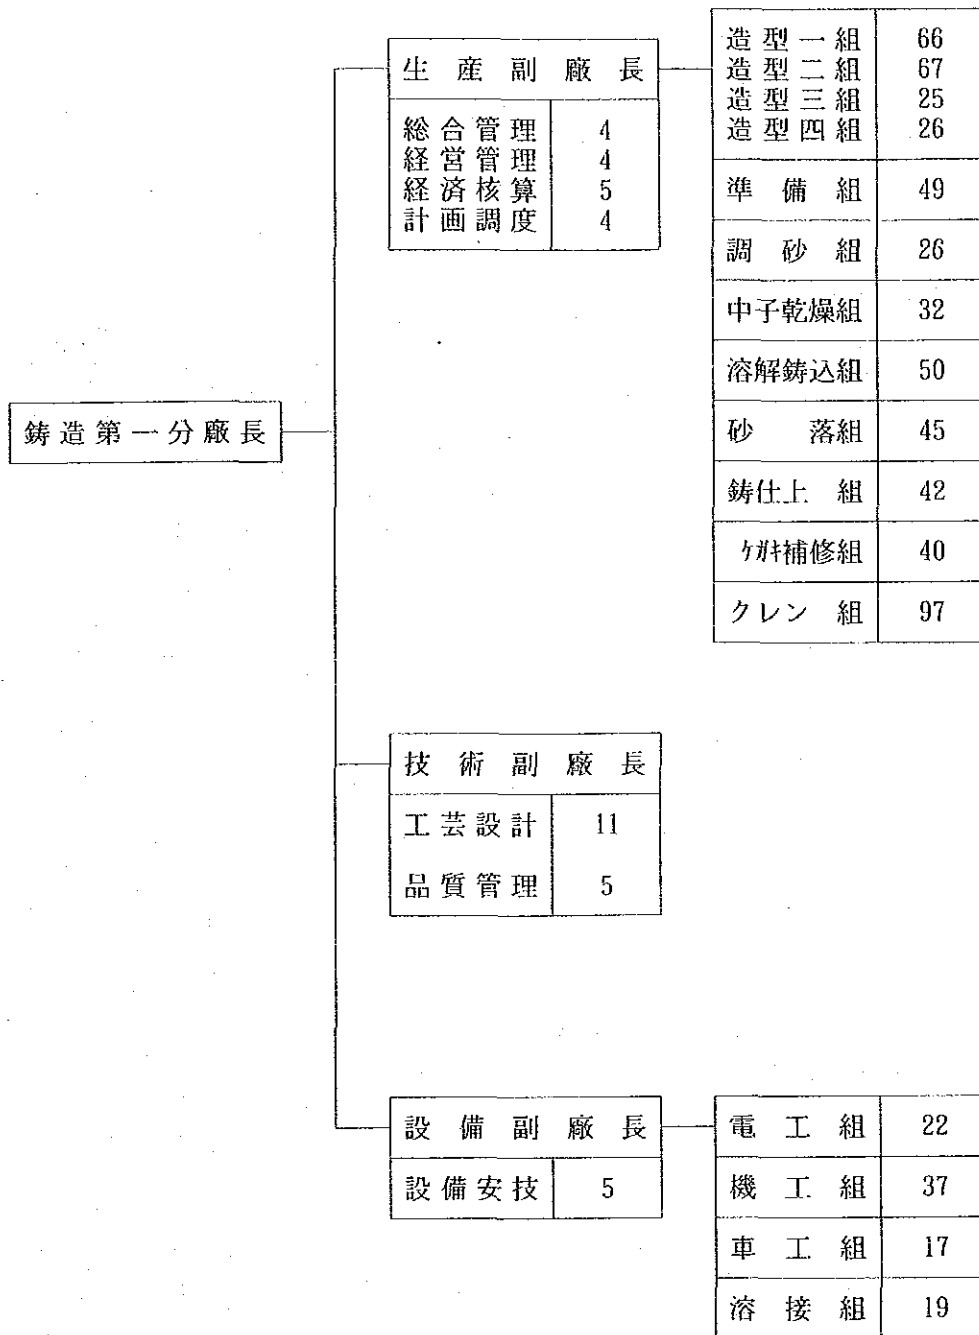 鋳造第一分廠長
生産副廠長
総合管理 4
経営管理 4
経済核算 5
計画調度 4
造型一組 66
造型二組 67
造型三組 25
造型四組 26
準備組 49
調砂組 26
中子乾燥組 32
溶解鋳込組 50
砂落組 45
鋳仕上組 42
ケガキ補修組 40
クレン組 97
技術副廠長
工芸設計 11
品質管理 5
設備副廠長
設備安技 5
電工組 22
機工組 37
車工組 17
溶接組 19